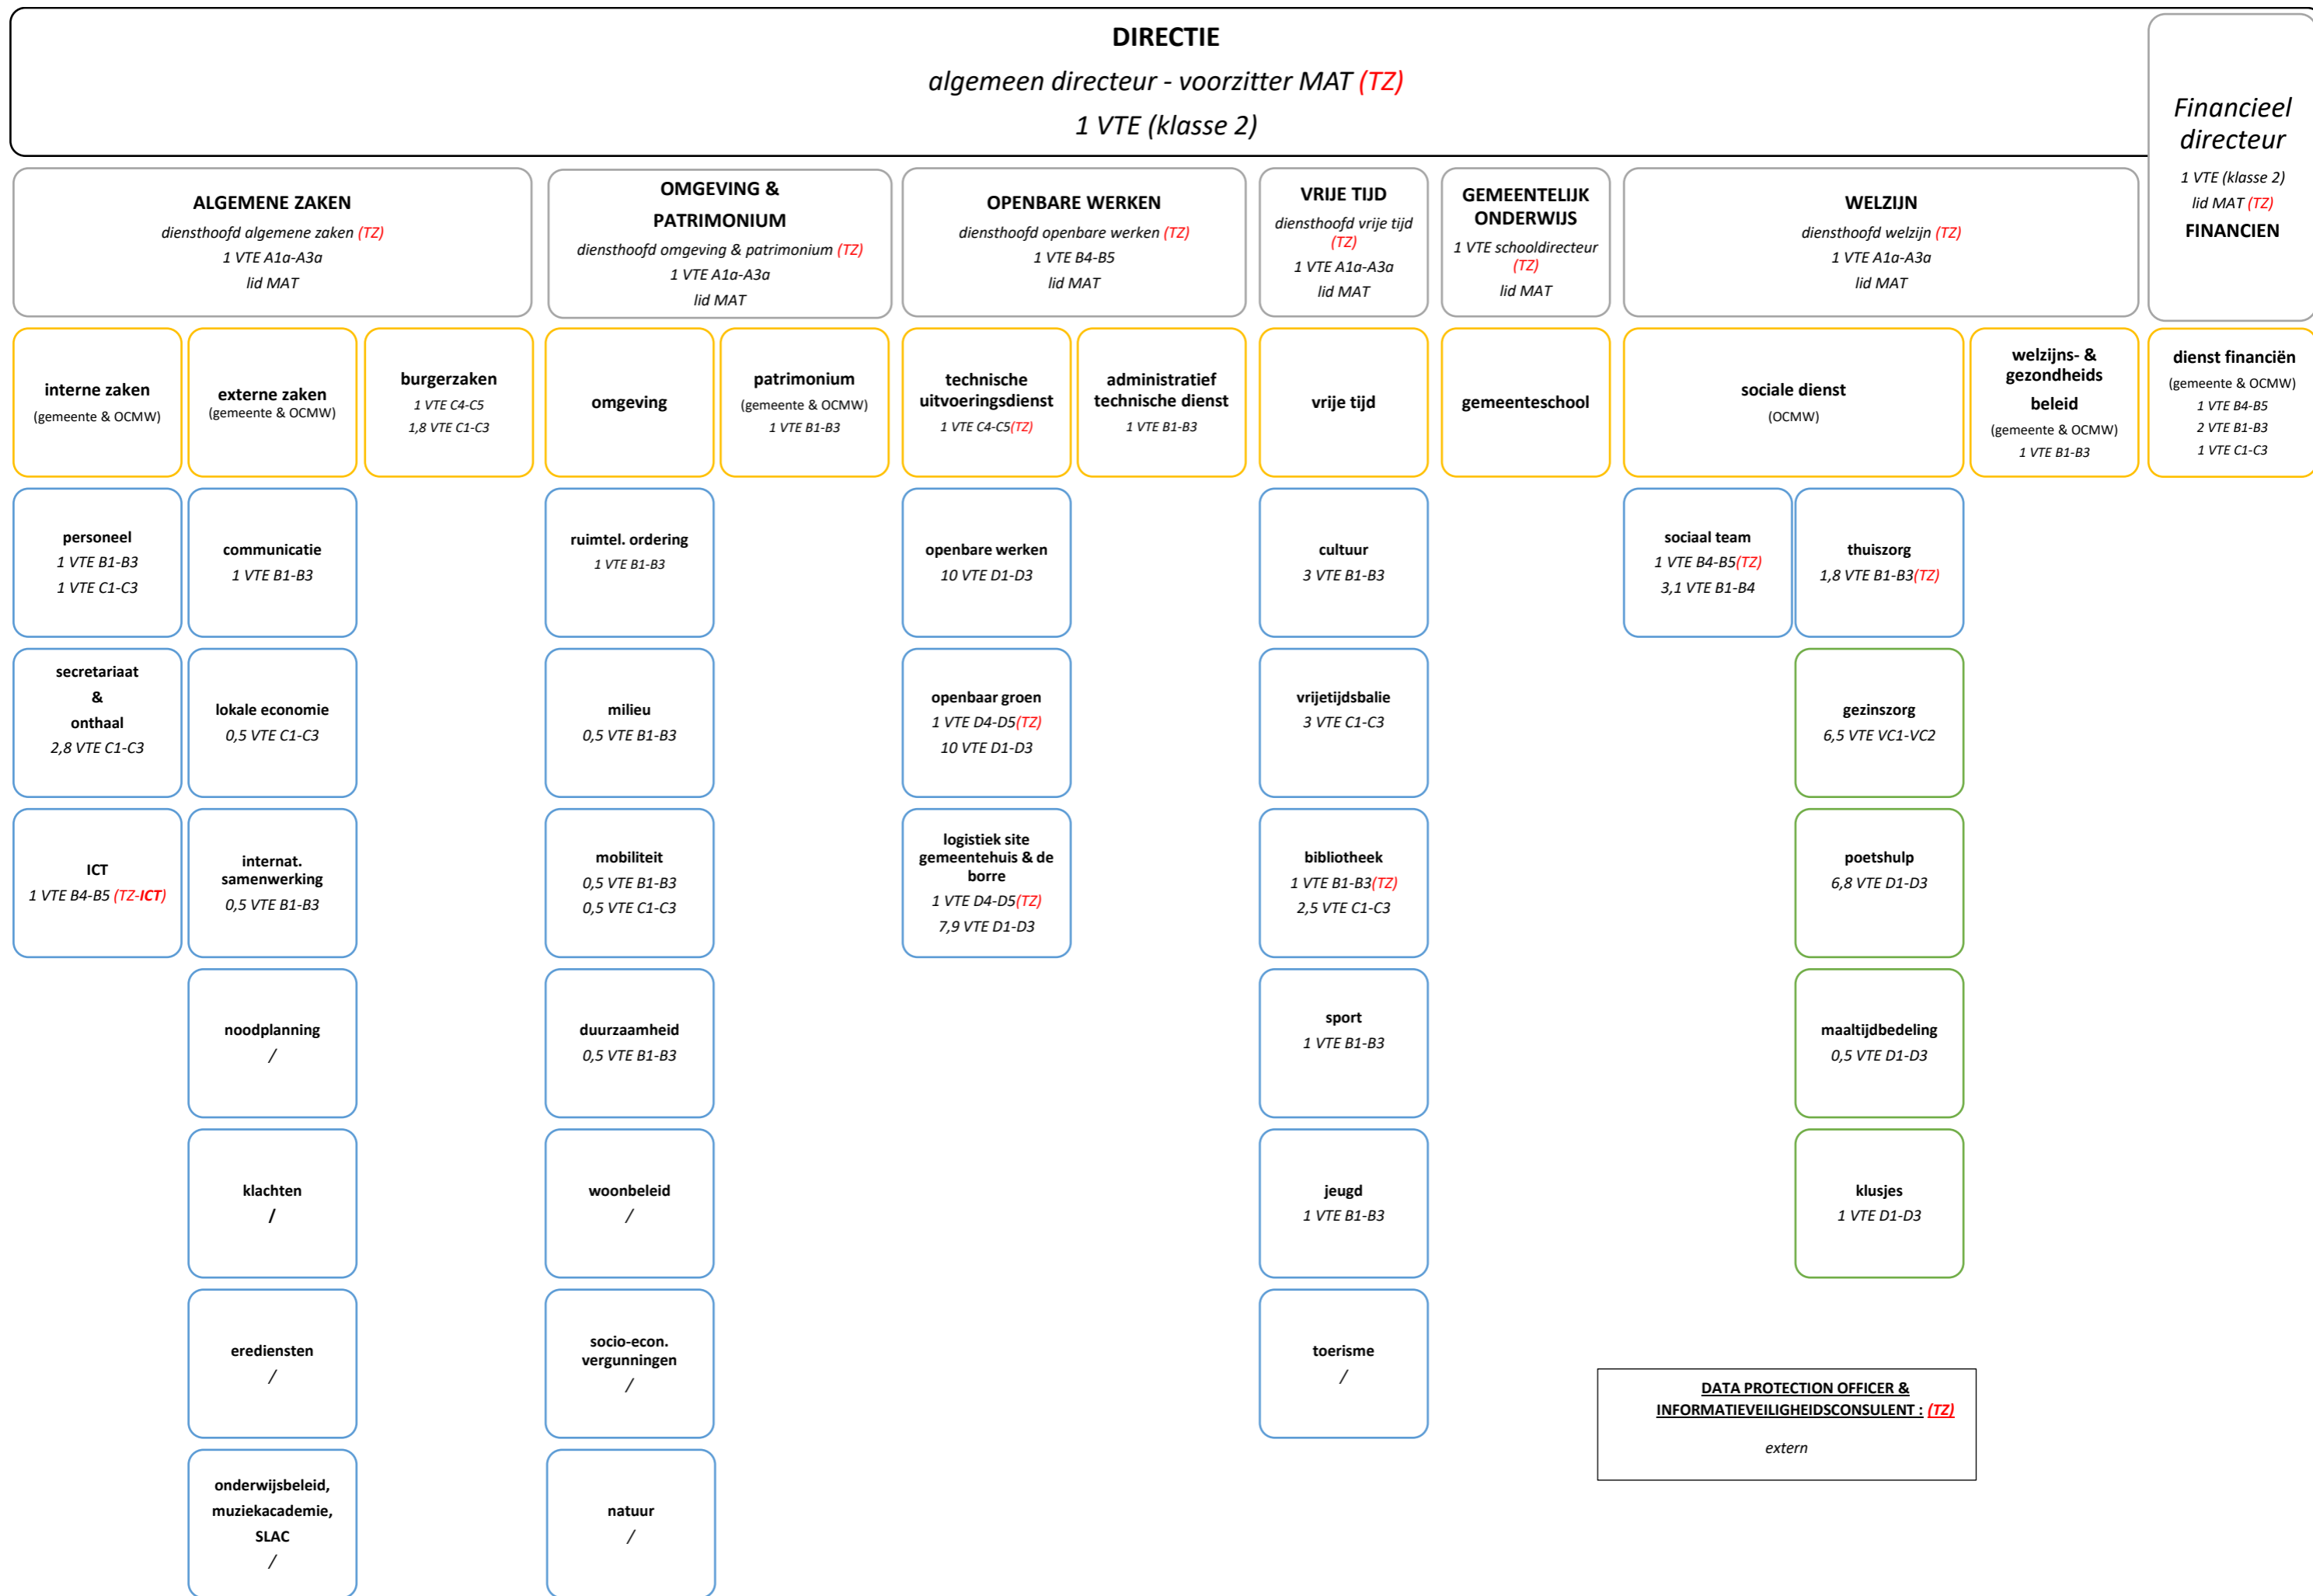 DIRECTIE
algemeen directeur - voorzitter MAT (TZ)
1 VTE (klasse 2)
Financieel
directeur
1 VTE (klasse 2)
lid MAT (TZ)
FINANCIEN
ALGEMENE ZAKEN
diensthoofd algemene zaken (TZ)
1 VTE A1a-A3a
lid MAT
OMGEVING &
PATRIMONIUM
diensthoofd omgeving & patrimonium (TZ)
1 VTE A1a-A3a
lid MAT
OPENBARE WERKEN
diensthoofd openbare werken (TZ)
1 VTE B4-B5
lid MAT
VRIJE TIJD
diensthoofd vrije tijd
(TZ)
1 VTE A1a-A3a
lid MAT
GEMEENTELIJK
ONDERWIJS
1 VTE schooldirecteur
(TZ)
lid MAT
WELZIJN
diensthoofd welzijn (TZ)
1 VTE A1a-A3a
lid MAT
interne zaken
(gemeente & OCMW)
externe zaken
(gemeente & OCMW)
burgerzaken
1 VTE C4-C5
1,8 VTE C1-C3
omgeving
patrimonium
(gemeente & OCMW)
1 VTE B1-B3
technische
uitvoeringsdienst
1 VTE C4-C5(TZ)
administratief
technische dienst
1 VTE B1-B3
vrije tijd
gemeenteschool
sociale dienst
(OCMW)
welzijns- &
gezondheids
beleid
(gemeente & OCMW)
1 VTE B1-B3
dienst financiën
(gemeente & OCMW)
1 VTE B4-B5
2 VTE B1-B3
1 VTE C1-C3
personeel
1 VTE B1-B3
1 VTE C1-C3
communicatie
1 VTE B1-B3
ruimtel. ordering
1 VTE B1-B3
openbare werken
10 VTE D1-D3
cultuur
3 VTE B1-B3
sociaal team
1 VTE B4-B5(TZ)
3,1 VTE B1-B4
thuiszorg
1,8 VTE B1-B3(TZ)
secretariaat
&
onthaal
2,8 VTE C1-C3
lokale economie
0,5 VTE C1-C3
milieu
0,5 VTE B1-B3
openbaar groen
1 VTE D4-D5(TZ)
10 VTE D1-D3
vrijetijdsbalie
3 VTE C1-C3
gezinszorg
6,5 VTE VC1-VC2
ICT
1 VTE B4-B5 (TZ-ICT)
internat.
samenwerking
0,5 VTE B1-B3
mobiliteit
0,5 VTE B1-B3
0,5 VTE C1-C3
logistiek site
gemeentehuis & de
borre
1 VTE D4-D5(TZ)
7,9 VTE D1-D3
bibliotheek
1 VTE B1-B3(TZ)
2,5 VTE C1-C3
poetshulp
6,8 VTE D1-D3
noodplanning
/
duurzaamheid
0,5 VTE B1-B3
sport
1 VTE B1-B3
maaltijdbedeling
0,5 VTE D1-D3
klachten
/
woonbeleid
/
jeugd
1 VTE B1-B3
klusjes
1 VTE D1-D3
erediensten
/
socio-econ.
vergunningen
/
toerisme
/
DATA PROTECTION OFFICER &
INFORMATIEVEILIGHEIDSCONSULENT : (TZ)
extern
onderwijsbeleid,
muziekacademie,
SLAC
/
natuur
/